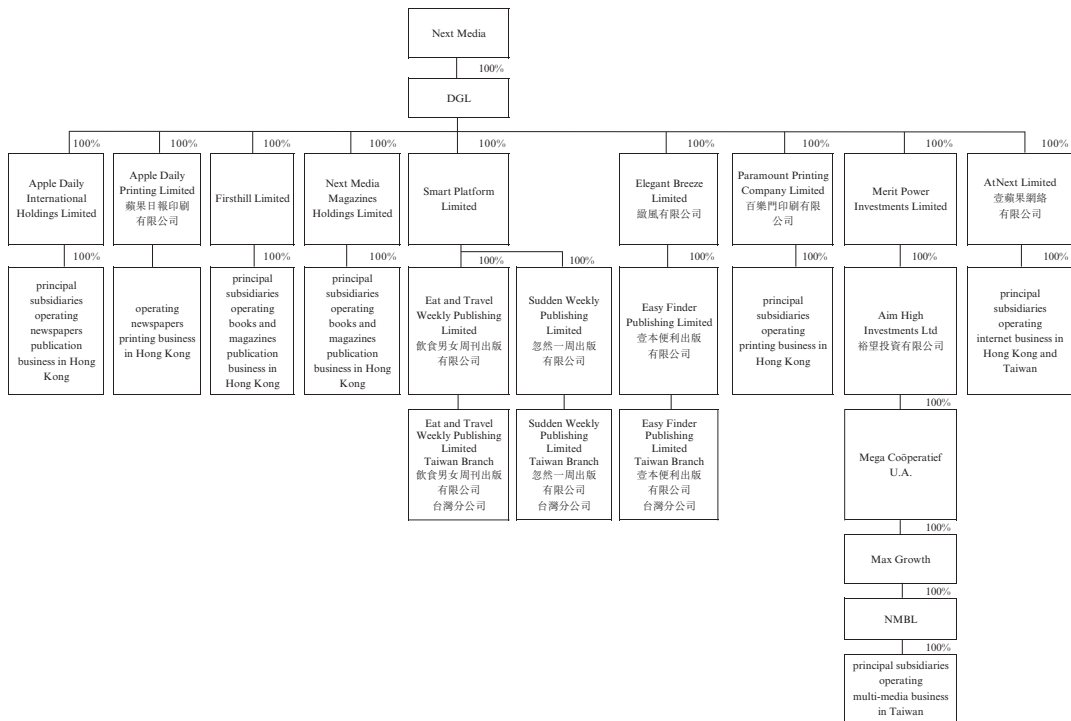 Next Media
100%
DGL
100%
100%
100%
100%
100%
100%
100%
100%
100%
Apple Daily
International
Holdings Limited
Apple Daily
Printing Limited
蘋果日報印刷
有限公司
Firsthill Limited
Next Media
Magazines
Holdings Limited
Smart Platform
Limited
Elegant Breeze
Limited
緻風有限公司
Paramount Printing
Company Limited
百樂門印刷有限
公司
Merit Power
Investments Limited
AtNext Limited
壹蘋果網絡
有限公司
100%
100%
100%
100%
100%
100%
100%
100%
100%
principal
subsidiaries
operating
newspapers
publication
business in Hong
Kong
operating
newspapers
printing business
in Hong Kong
principal
subsidiaries
operating
books and
magazines
publication
business
in Hong Kong
principal
subsidiaries
operating
books and
magazines
publication
business in Hong
Kong
Eat and Travel
Weekly Publishing
Limited
飲食男女周刊出版
有限公司
Sudden Weekly
Publishing
Limited
忽然一周出版
有限公司
Easy Finder
Publishing Limited
壹本便利出版
有限公司
principal
subsidiaries
operating
printing business
in Hong Kong
Aim High
Investments Ltd
裕望投資有限公司
principal
subsidiaries
operating
internet business in
Hong Kong and
Taiwan
100%
100%
100%
100%
Eat and Travel
Weekly Publishing
Limited
Taiwan Branch
飲食男女周刊出版
有限公司
台灣分公司
Sudden Weekly
Publishing
Limited
Taiwan Branch
忽然一周出版
有限公司
台灣分公司
Easy Finder
Publishing
Limited
Taiwan Branch
壹本便利出版
有限公司
台灣分公司
Mega Coöperatief
U.A.
100%
Max Growth
100%
NMBL
100%
principal subsidiaries
operating
multi-media business
in Taiwan